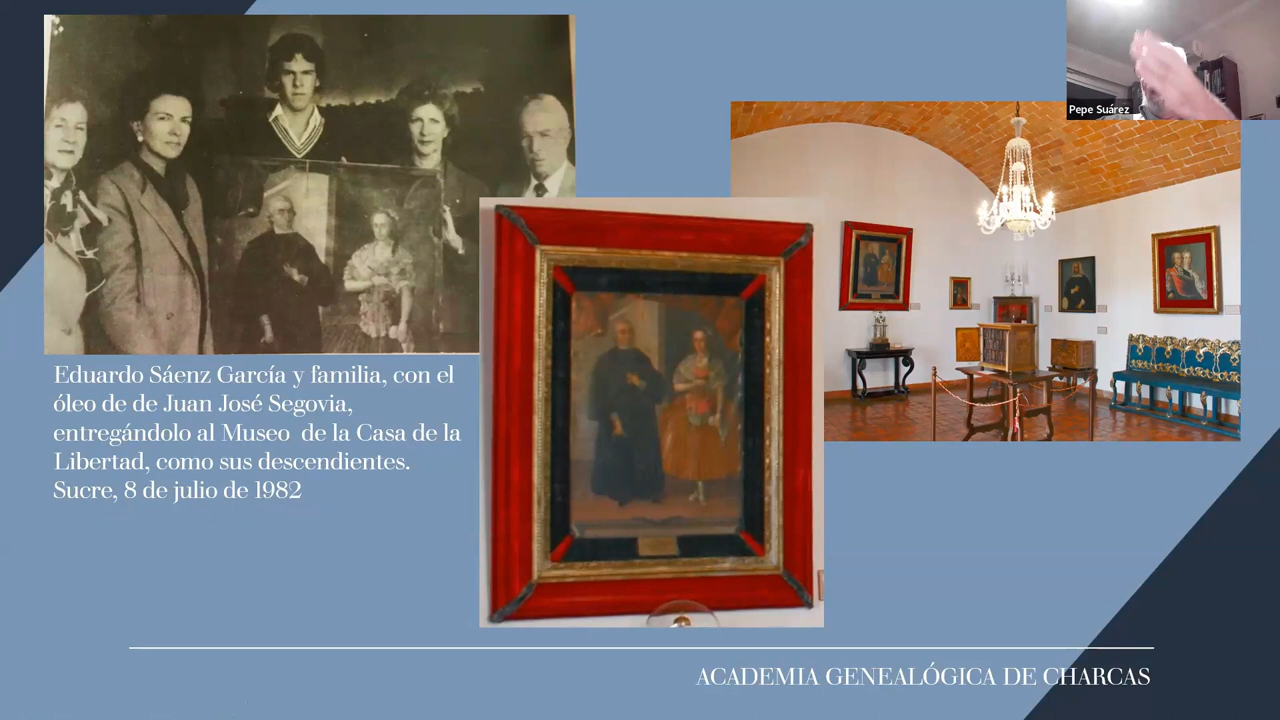 Pepe Suárez
Eduardo Sáenz García y familia, con el
óleo de de Juan José Segovia,
entregándolo al Museo de la Casa de la
Libertad, como sus descendientes.
Sucre, 8 de julio de 1982
ACADEMIA GENEALÓGICA DE CHARCAS